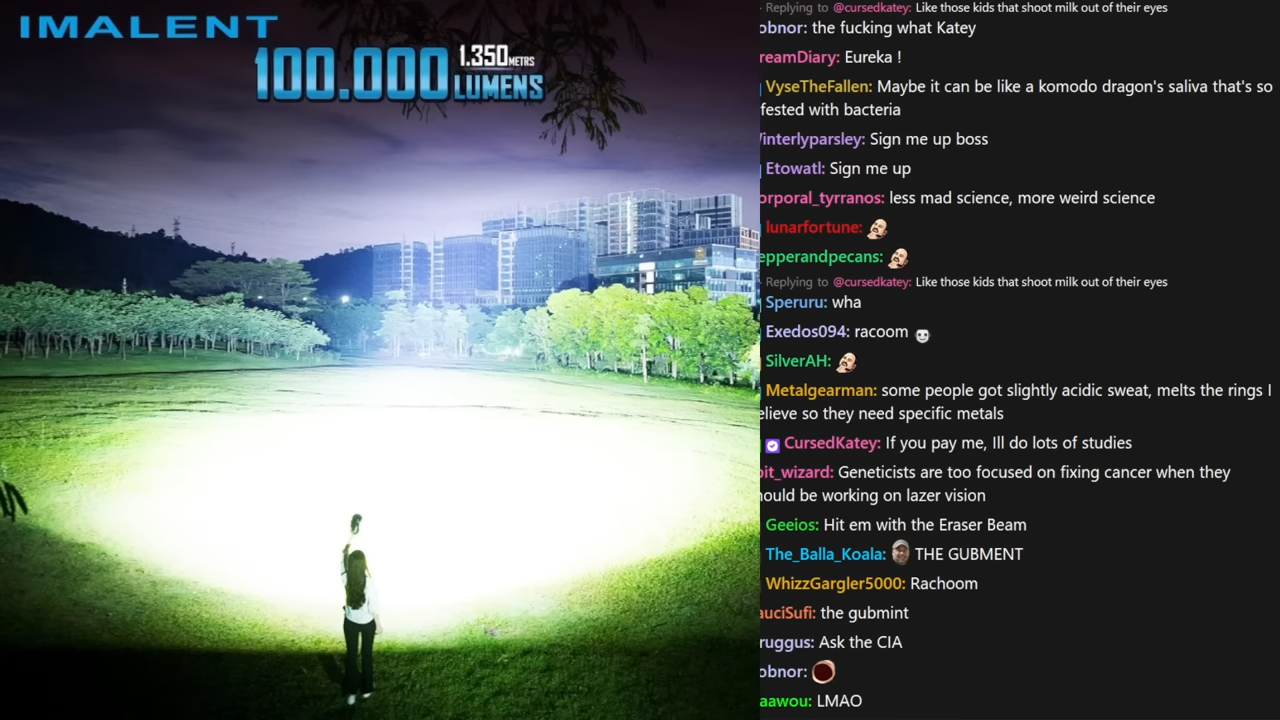 IMALENT
100.000 1.350 METRS LUMENS
Replying to @cursedkatey: Like those kids that shoot milk out of their eyes
obnor: the fucking what Katey
reamDiary: Eureka !
VyseTheFallen: Maybe it can be like a komodo dragon's saliva that's so
fested with bacteria
interlyparsley: Sign me up boss
Etowatl: Sign me up
orporal_tyrranos: less mad science, more weird science
lunarfortune:
epperandpecans:
Replying to @cursedkatey: Like those kids that shoot milk out of their eyes
Speruru: wha
Exedos094: racoom
SilverAH:
Metalgearman: some people got slightly acidic sweat, melts the rings I
elieve so they need specific metals
CursedKatey: If you pay me, Ill do lots of studies
bit_wizard: Geneticists are too focused on fixing cancer when they
hould be working on lazer vision
Geeios: Hit em with the Eraser Beam
The_Balla_Koala: THE GUBMENT
WhizzGargler5000: Rachoom
auciSufi: the gubmint
ruggus: Ask the CIA
obnor:
aawou: LMAO